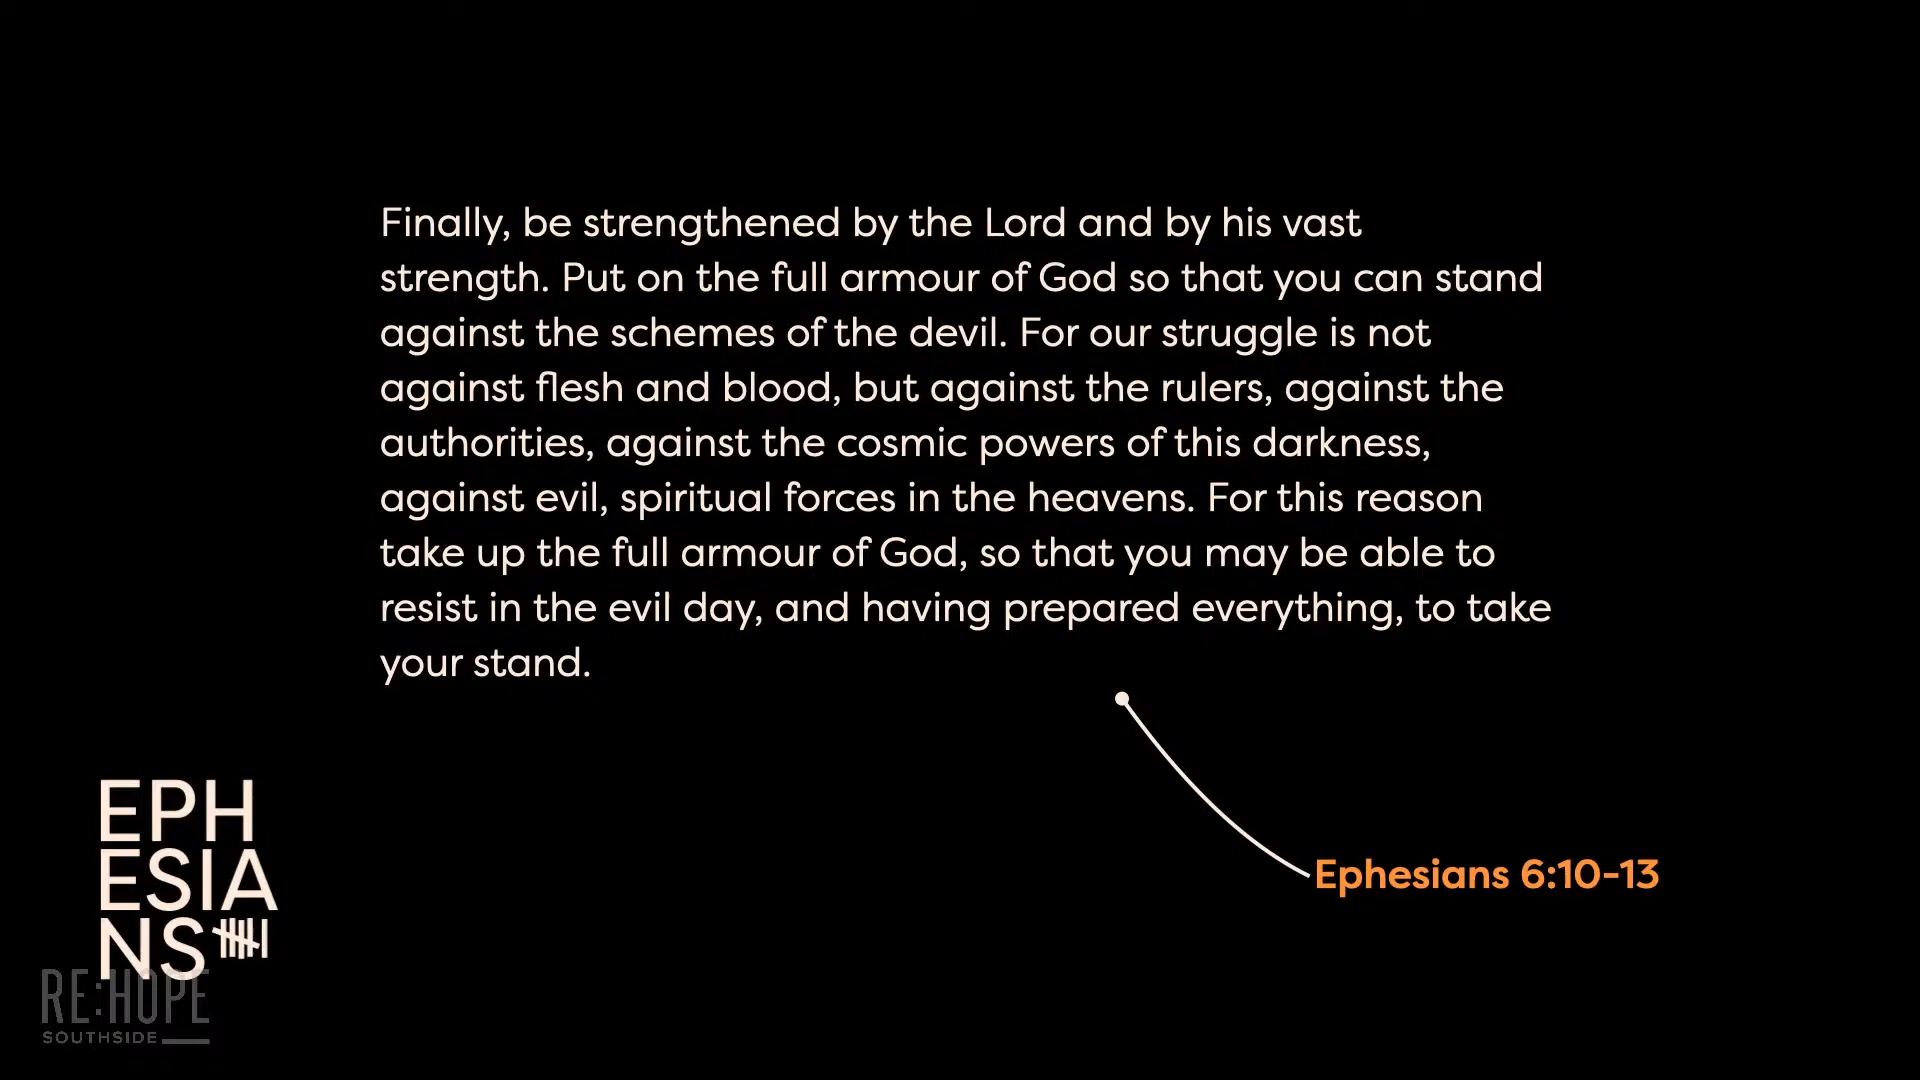 Finally, be strengthened by the Lord and by his vast
strength. Put on the full armour of God so that you can stand
against the schemes of the devil. For our struggle is not
against flesh and blood, but against the rulers, against the
authorities, against the cosmic powers of this darkness,
against evil, spiritual forces in the heavens. For this reason
take up the full armour of God, so that you may be able to
resist in the evil day, and having prepared everything, to take
your stand.
Ephesians 6:10-13
EPH
ESIA
NS
RE:HOPE
SOUTHSIDE